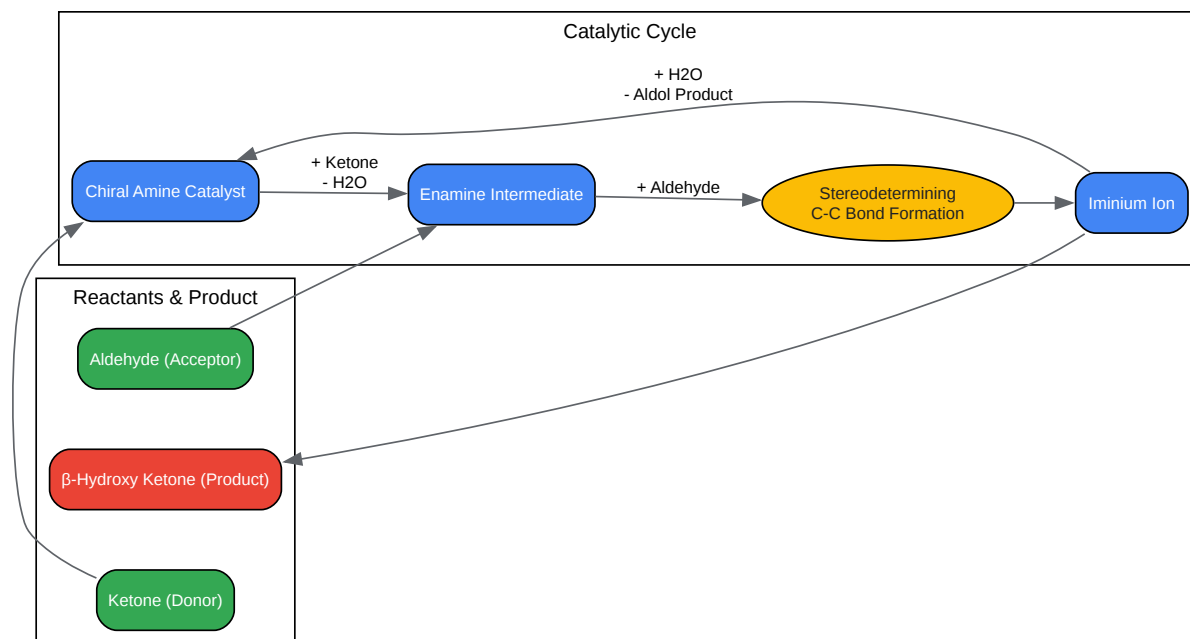 Catalytic Cycle
+ H2O
- Aldol Product
Chiral Amine Catalyst
+ Ketone
- H2O
Enamine Intermediate
+ Aldehyde
Stereodetermining
C-C Bond Formation
Iminium Ion
Reactants & Product
Aldehyde (Acceptor)
β-Hydroxy Ketone (Product)
Ketone (Donor)